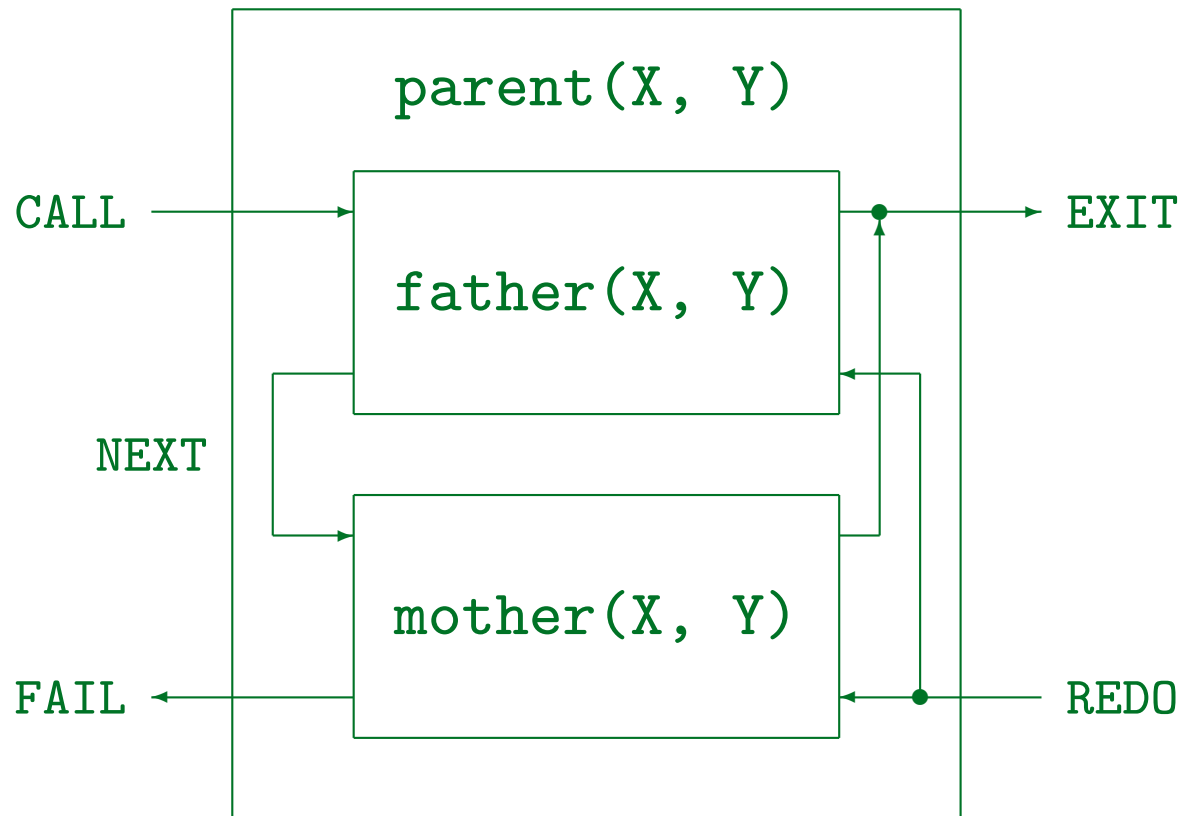 parent(X, Y)
CALL
EXIT
father(X, Y)
NEXT
mother(X, Y)
FAIL
REDO